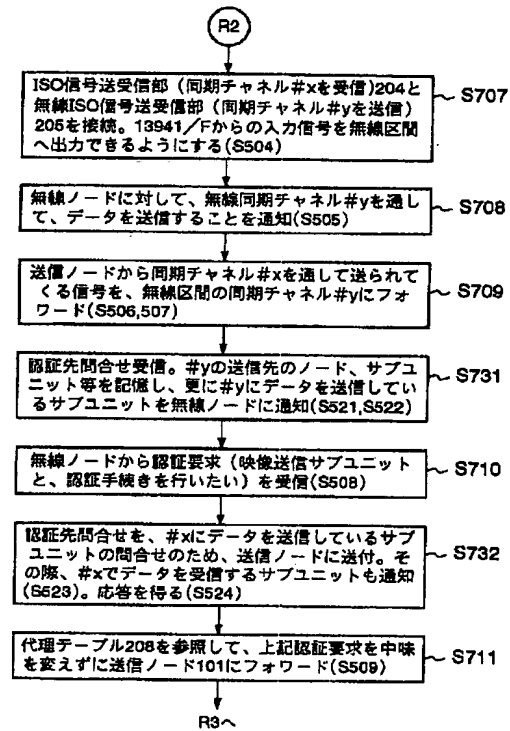 R2
ISO信号送受信部（同期チャネル#xを受信)204と
無線ISO信号送受信部（同期チャネル#yを送信）
205を接続。13941/Fからの入力信号を無線区間
へ出力できるようにする(S504)
S707
無線ノードに対して、無線同期チャネル#yを通し
て、データを送信することを通知(S505)
S708
送信ノードから同期チャネル#xを通して送られて
くる信号を、無線区間の同期チャネル#yにフォ
ワード(S506,507)
S709
認証先問合せ受信。#yの送信先のノード、サブユ
ニット等を記憶し、更に#yにデータを送信してい
るサブユニットを無線ノードに通知(S521,S522)
S731
無線ノードから認証要求（映像送信サブユニット
と、認証手続きを行いたい）を受信(S508)
S710
認証先問合せを、#xにデータを送信しているサブ
ユニットの問合せのため、送信ノードに送付。そ
の際、#xでデータを受信するサブユニットも通知
(S523)。応答を得る(S524)
S732
代理テーブル208を参照して、上記認証要求を中味
を変えずに送信ノード101にフォワード(S509)
S711
R3へ